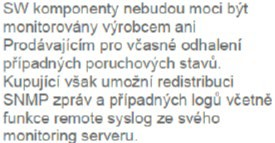 SW komponenty nebudou moci být
monitorovány výrobcem ani
Prodávajícím pro včasné odhalení
případných poruchových stavů.
Kupující však umožní redistribuci
SNMP zpráv a případných logů včetně
funkce remote syslog ze svého
monitoring serveru.